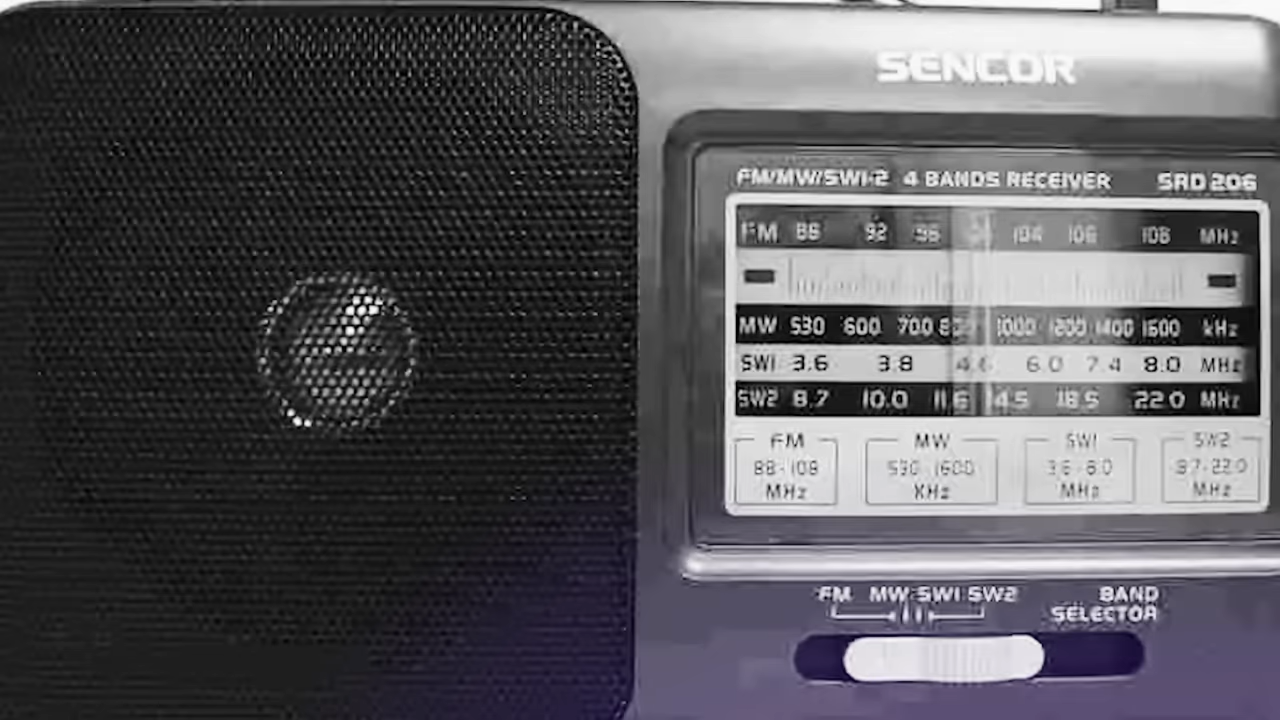 SENCOR
FM/MW/SW1-2 4 BANDS RECEIVER SRD 206
FM 88 92 96 104 106 108 MHz
MW 530 600 700 1000 1200 1400 1600 kHz
SW1 3.6 3.8 4.6 6.0 7.4 8.0 MHz
SW2 8.7 10.0 11.6 14.5 18.5 22.0 MHz
FM MW SW1 SW2
88-108 530-1600 3.6-8.0 8.7-22.0
MHz KHz MHz MHz
FM MW SW1 SW2 BAND
SELECTOR